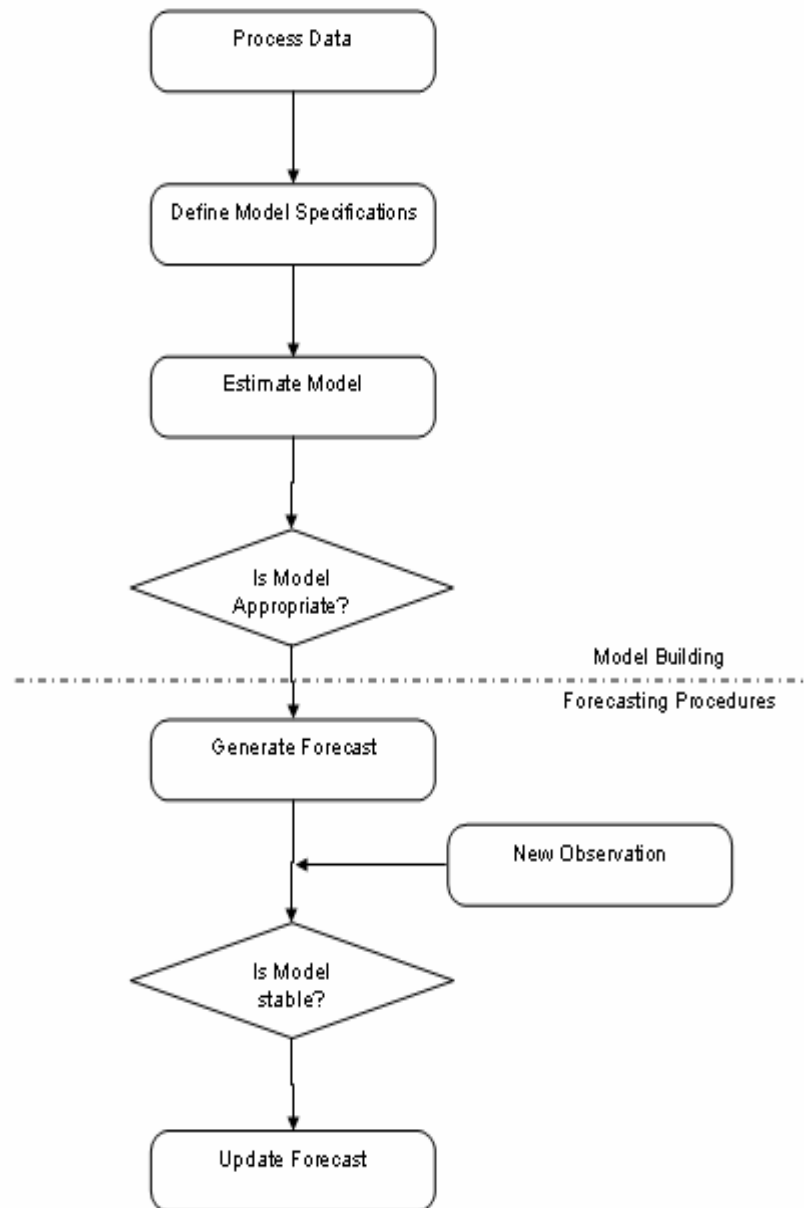 Process Data
Define Model Specifications
Estimate Model
Is Model
Appropriate?
Model Building
Forecasting Procedures
Generate Forecast
New Observation
Is Model
stable?
Update Forecast